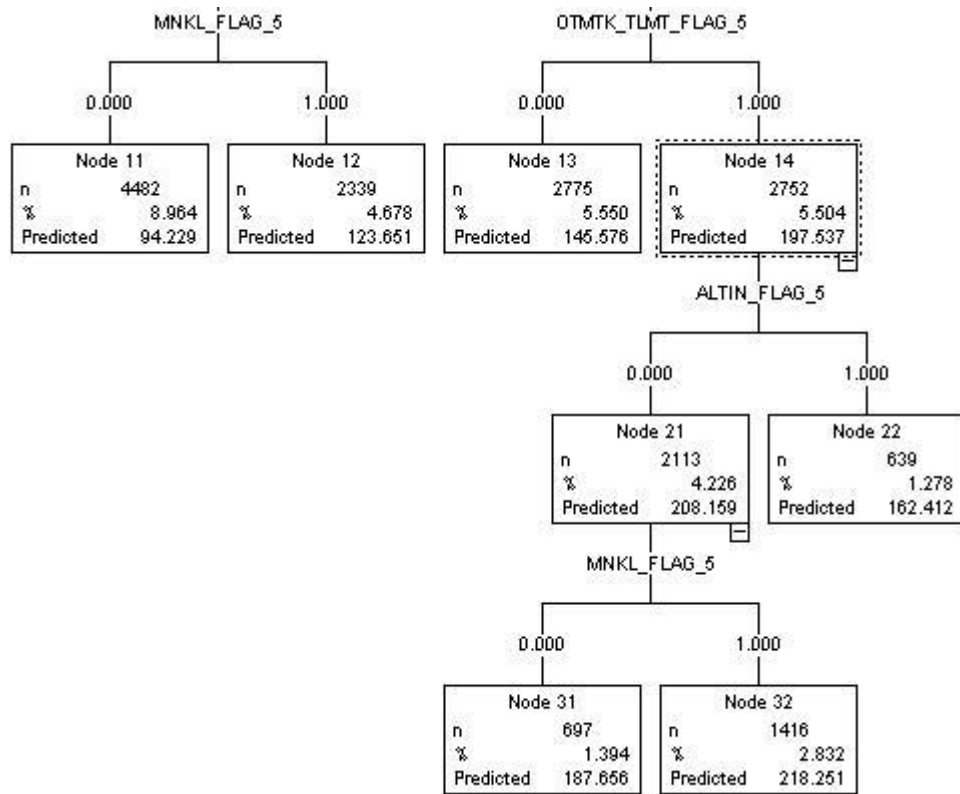 MNKL_FLAG_5
OTMTK_TLMT_FLAG_5
0.000
1.000
0.000
1.000
Node 11
n 4482
% 8.964
Predicted 94.229
Node 12
n 2339
% 4.678
Predicted 123.651
Node 13
n 2775
% 5.550
Predicted 145.576
Node 14
n 2752
% 5.504
Predicted 197.537
ALTIN_FLAG_5
0.000
1.000
Node 21
n 2113
% 4.226
Predicted 208.159
Node 22
n 639
% 1.278
Predicted 162.412
MNKL_FLAG_5
0.000
1.000
Node 31
n 697
% 1.394
Predicted 187.656
Node 32
n 1416
% 2.832
Predicted 218.251